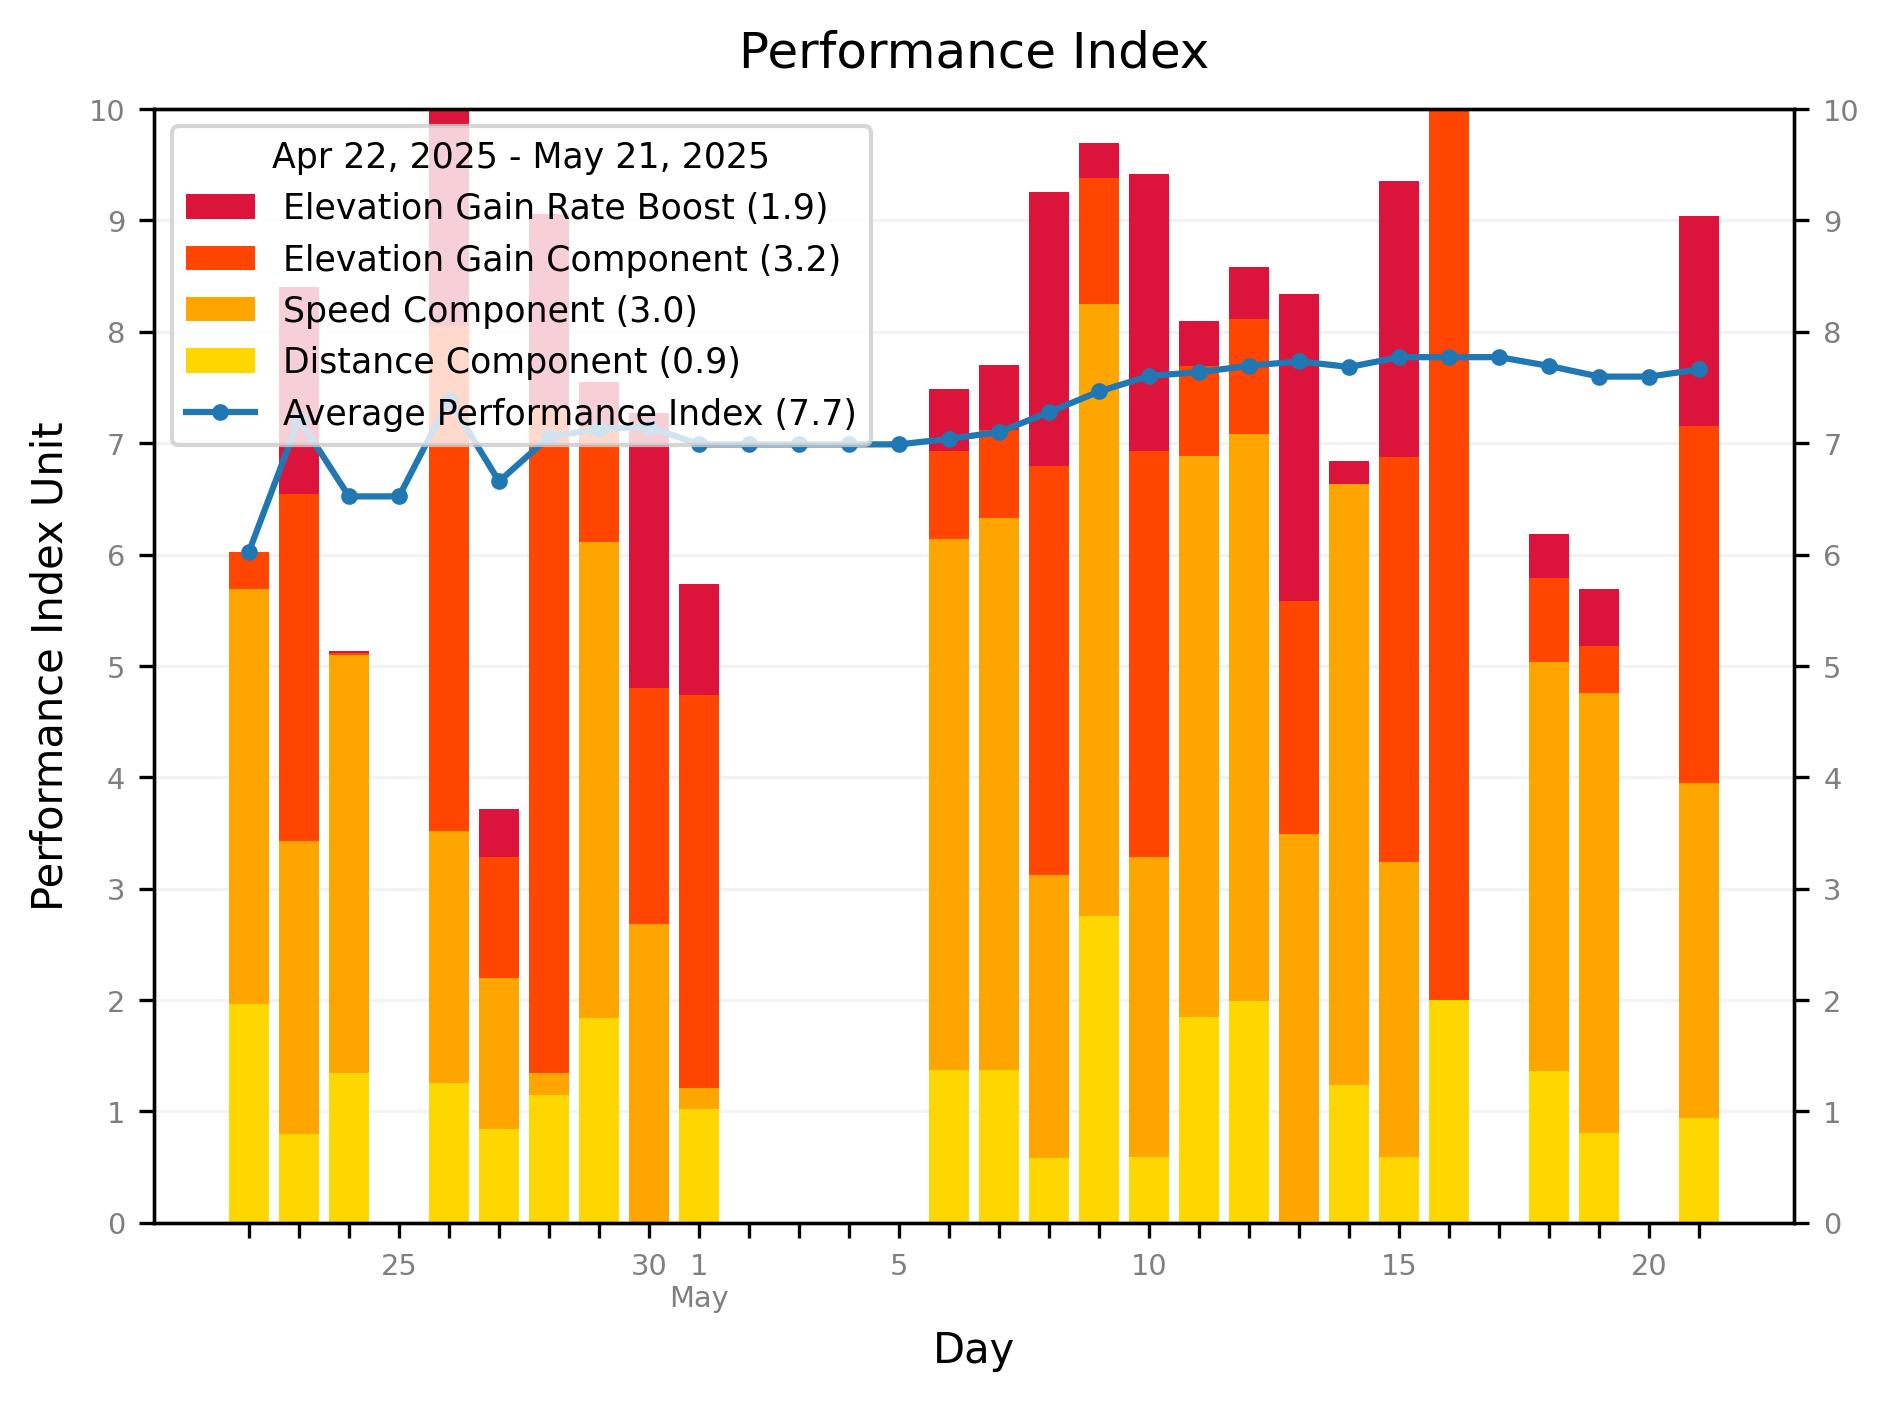 Performance Index
Apr 22, 2025 - May 21, 2025
Elevation Gain Rate Boost (1.9)
Elevation Gain Component (3.2)
Speed Component (3.0)
Distance Component (0.9)
Average Performance Index (7.7)
Performance Index Unit
10
9
8
7
6
5
4
3
2
1
0
10
9
8
7
6
5
4
3
2
1
0
25 30 1 5 10 15 20
May
Day